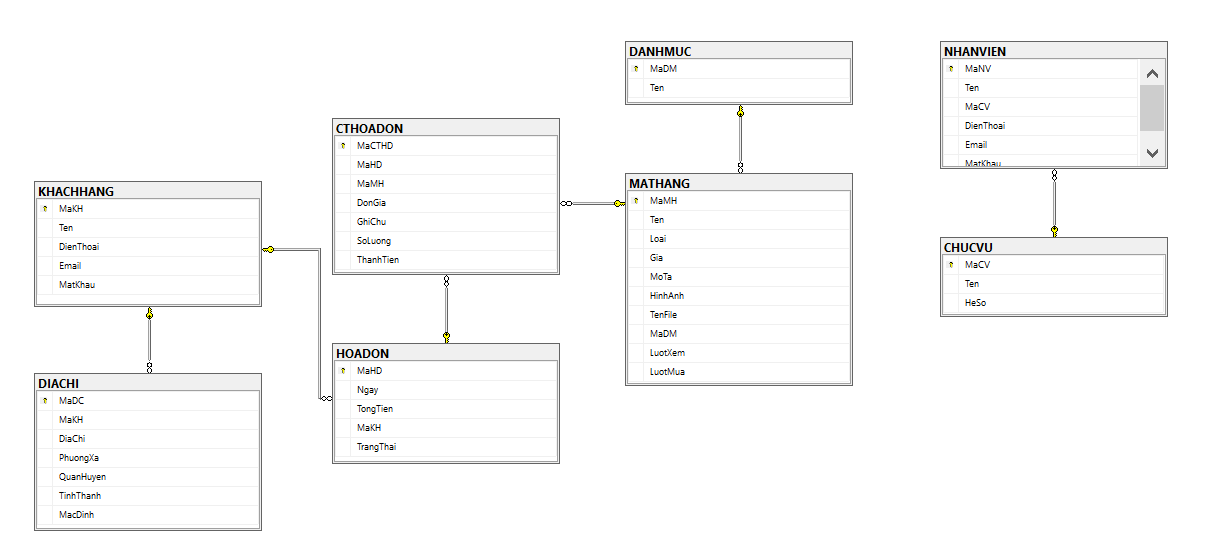 DANHMUC
MaDM
Ten
NHANVIEN
MaNV
Ten
MaCV
DienThoai
Email
MatKhau
CTHOADON
MaCTHD
MaHD
MaMH
DonGia
GhiChu
SoLuong
ThanhTien
MATHANG
MaMH
Ten
Loai
Gia
MoTa
HinhAnh
TenFile
MaDM
LuotXem
LuotMua
KHACHHANG
MaKH
Ten
DienThoai
Email
MatKhau
CHUCVU
MaCV
Ten
HeSo
HOADON
MaHD
Ngay
TongTien
MaKH
TrangThai
DIACHI
MaDC
MaKH
DiaChi
PhuongXa
QuanHuyen
TinhThanh
MacDinh